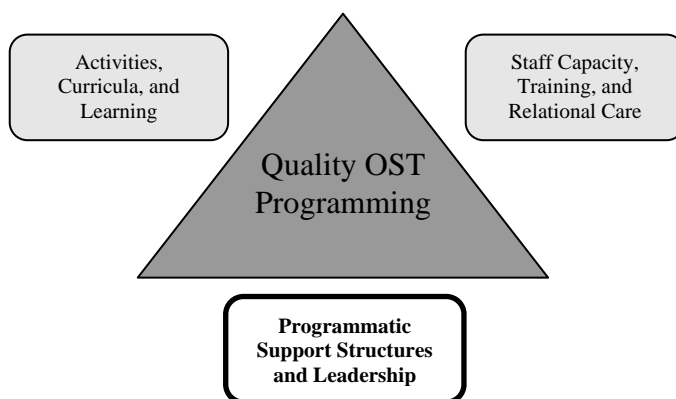 Activities,
Curricula, and
Learning
Staff Capacity,
Training, and
Relational Care
Quality OST
Programming
Programmatic
Support Structures
and Leadership